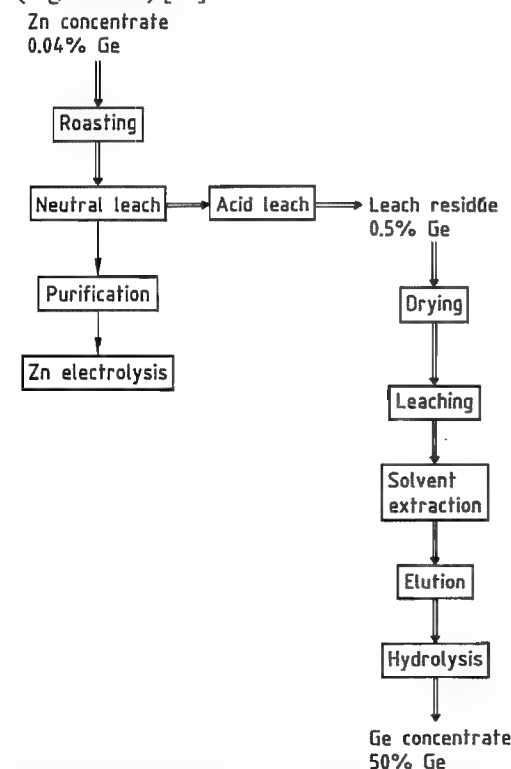 Zn concentrate
0.04% Ge
Roasting
Neutral leach
Acid leach
Leach residue
0.5% Ge
Purification
Drying
Zn electrolysis
Leaching
Solvent
extraction
Elution
Hydrolysis
Ge concentrate
50% Ge